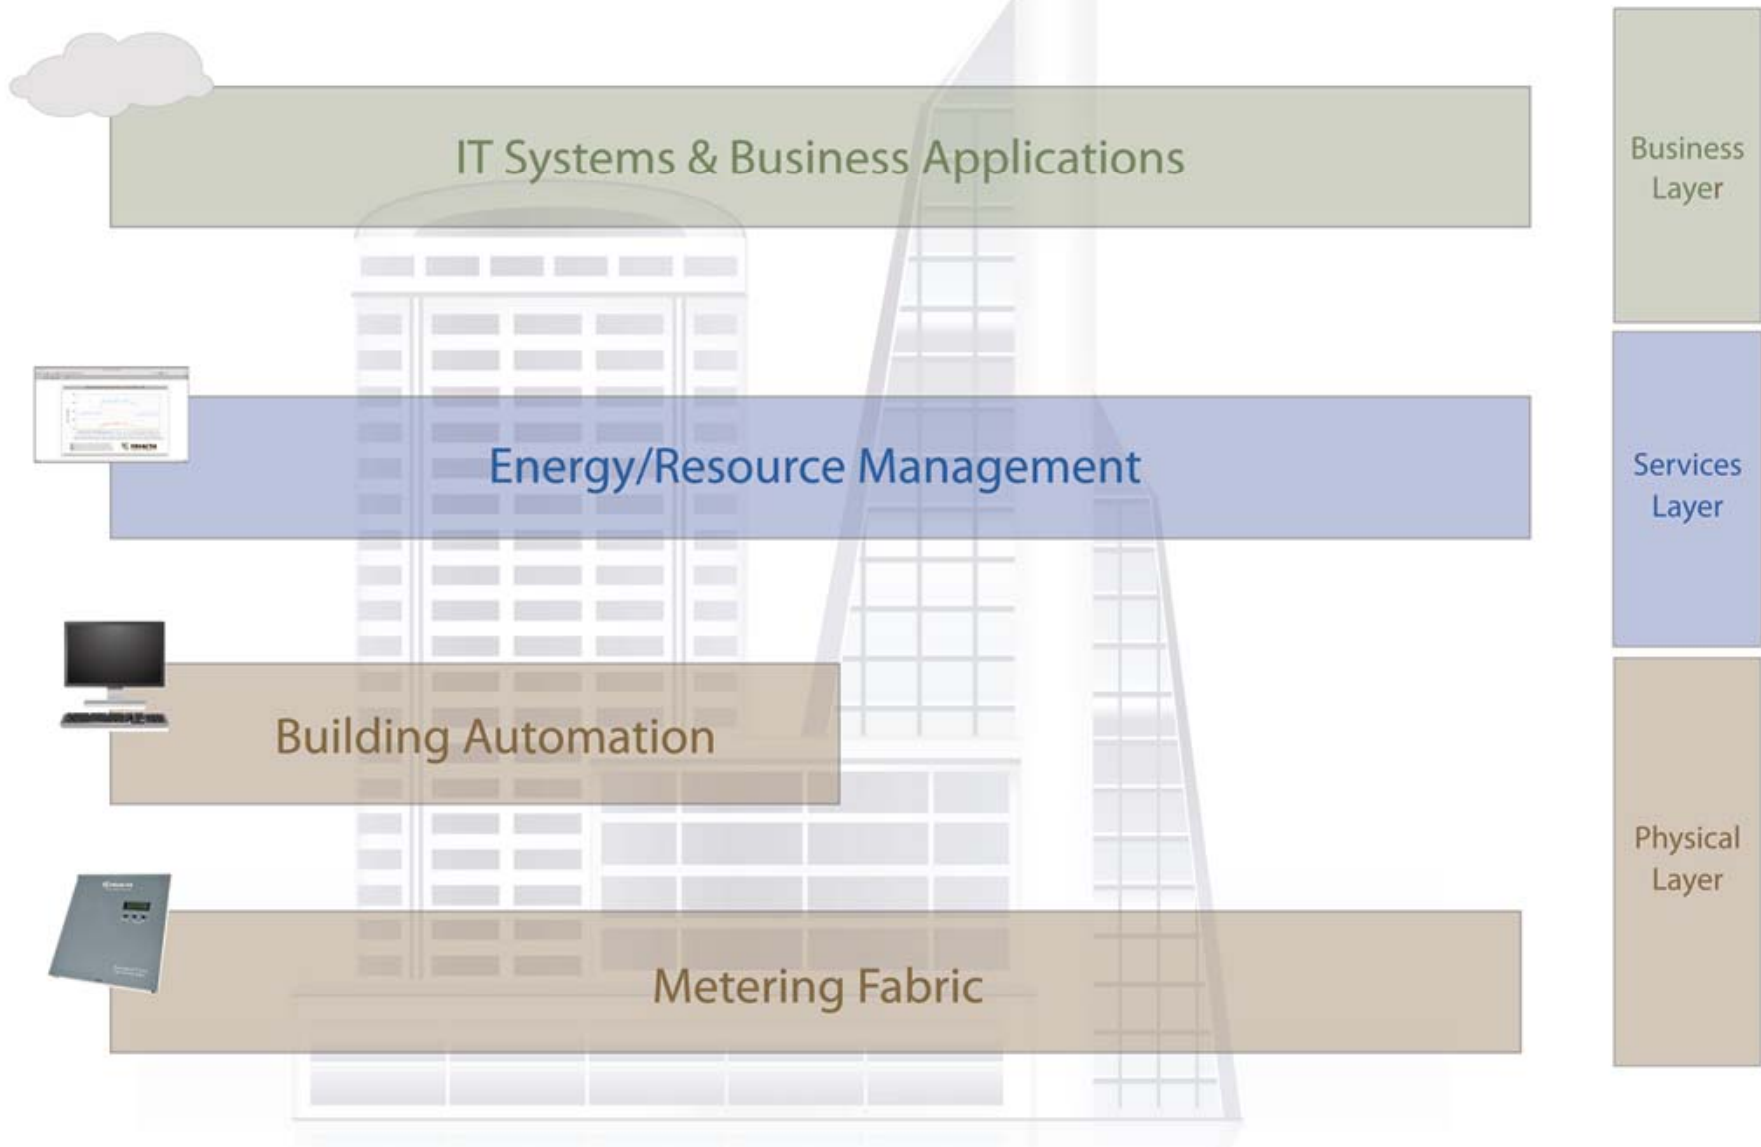 IT Systems & Business Applications
Business
Layer
Energy/Resource Management
Services
Layer
Building Automation
Physical
Layer
Metering Fabric